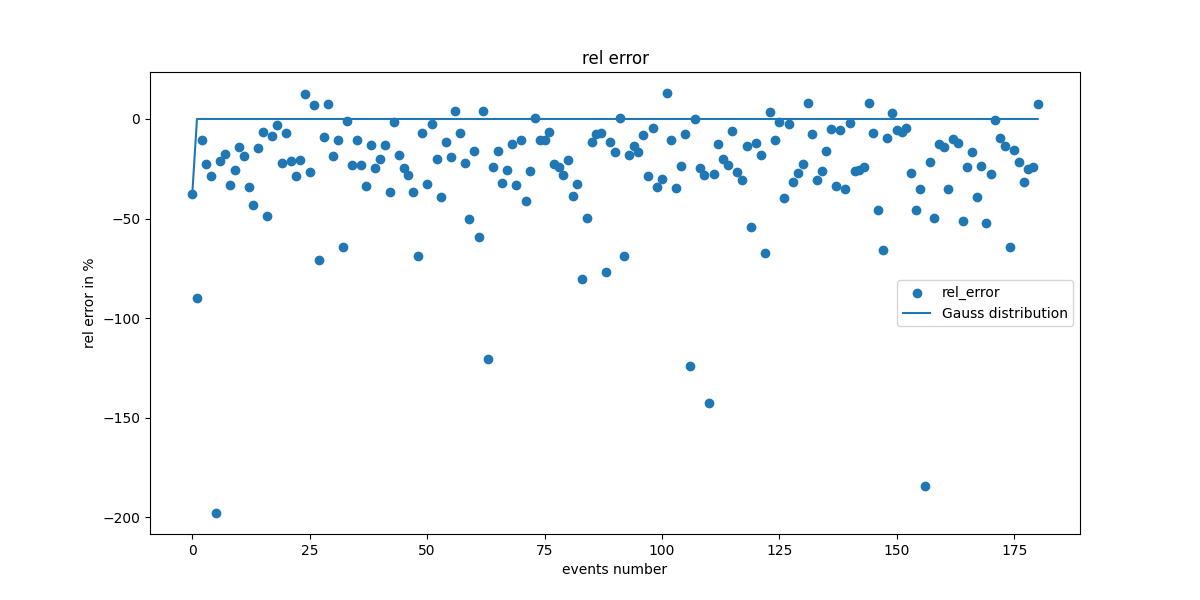 rel error
0
−50
−100
−150
−200
rel error in %
rel_error
Gauss distribution
0
25
50
75
100
125
150
175
events number